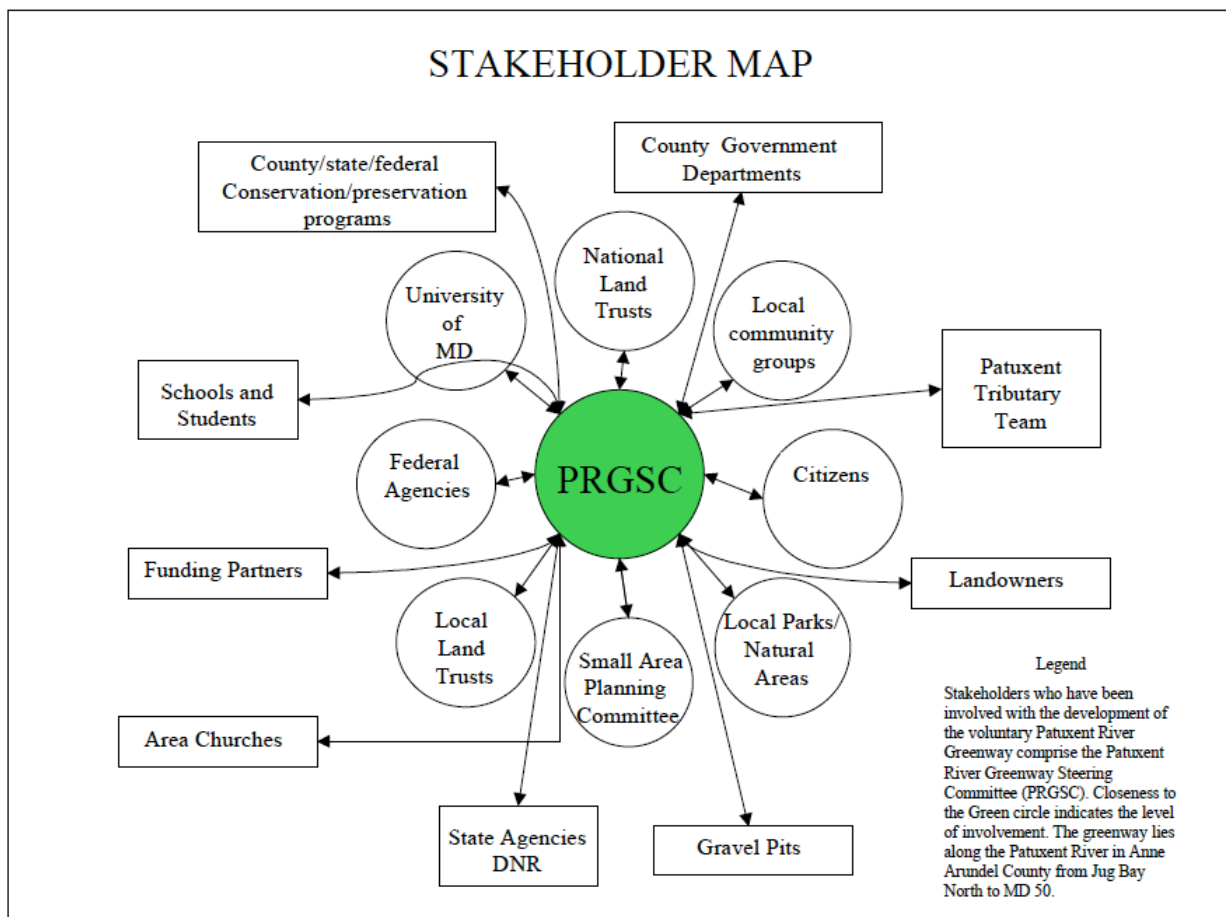 STAKEHOLDER MAP
County/state/federal
Conservation/preservation
programs
County Government
Departments
National
Land
Trusts
University
of
MD
Local
community
groups
Schools and
Students
Patuxent
Tributary
Team
Federal
Agencies
PRGSC
Citizens
Funding Partners
Landowners
Local
Land
Trusts
Small Area
Planning
Committee
Local Parks/
Natural
Areas
Area Churches
State Agencies
DNR
Gravel Pits
Legend
Stakeholders who have been
involved with the development of
the voluntary Patuxent River
Greenway comprise the Patuxent
River Greenway Steering
Committee (PRGSC). Closeness to
the Green circle indicates the level
of involvement. The greenway lies
along the Patuxent River in Anne
Arundel County from Jug Bay
North to MD 50.